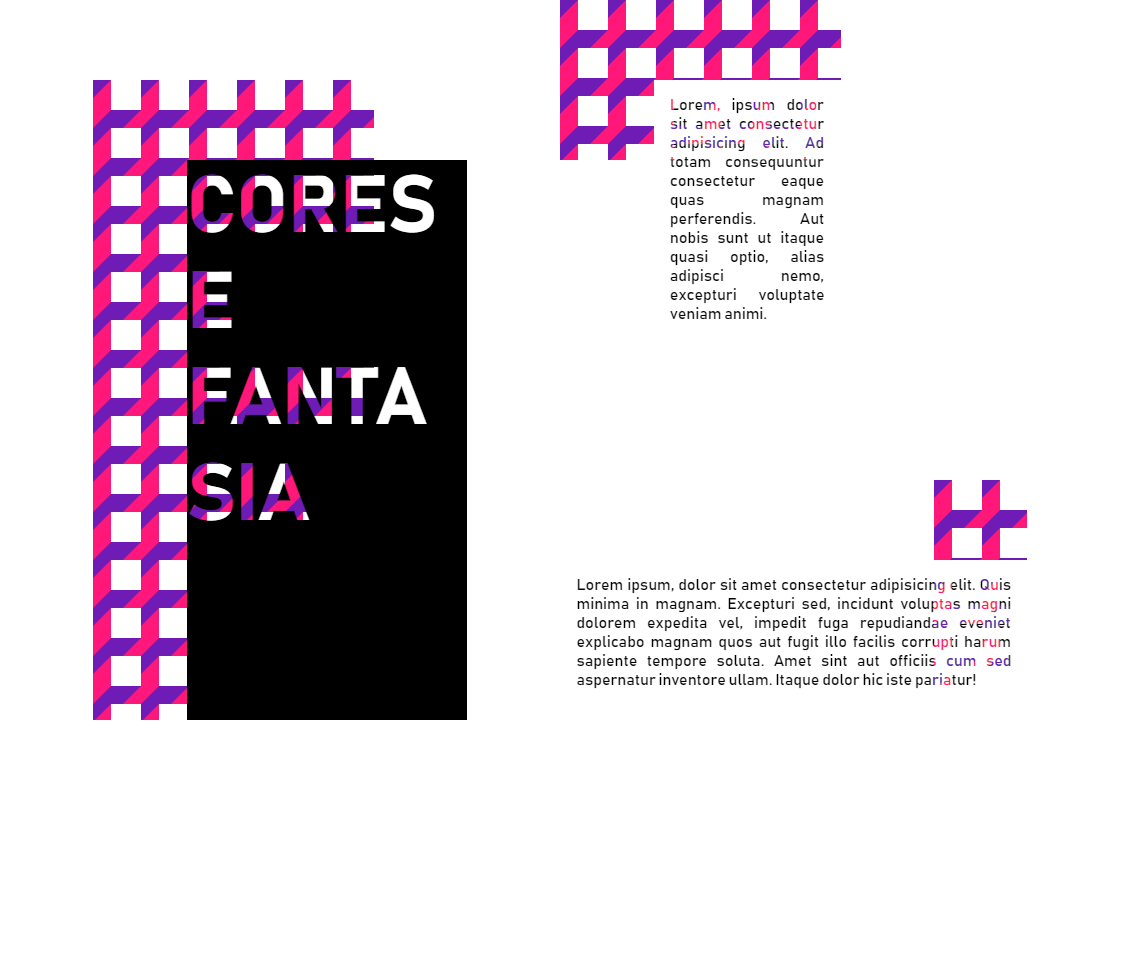 CORES
E
FANTA
SIA
Lorem, ipsum dolor
sit amet consectetur
adipisicing elit. Ad
totam consequuntur
consectetur eaque
quas magnam
perferendis. Aut
nobis sunt ut itaque
quasi optio, alias
adipisci nemo,
excepturi voluptate
veniam animi.
Lorem ipsum, dolor sit amet consectetur adipisicing elit. Quis
minima in magnam. Excepturi sed, incidunt voluptas magni
dolorem expedita vel, impedit fuga repudiandae eveniet
explicabo magnam quos aut fugit illo facilis corrupti harum
sapiente tempore soluta. Amet sint aut officiis cum sed
aspernatur inventore ullam. Itaque dolor hic iste pariatur!